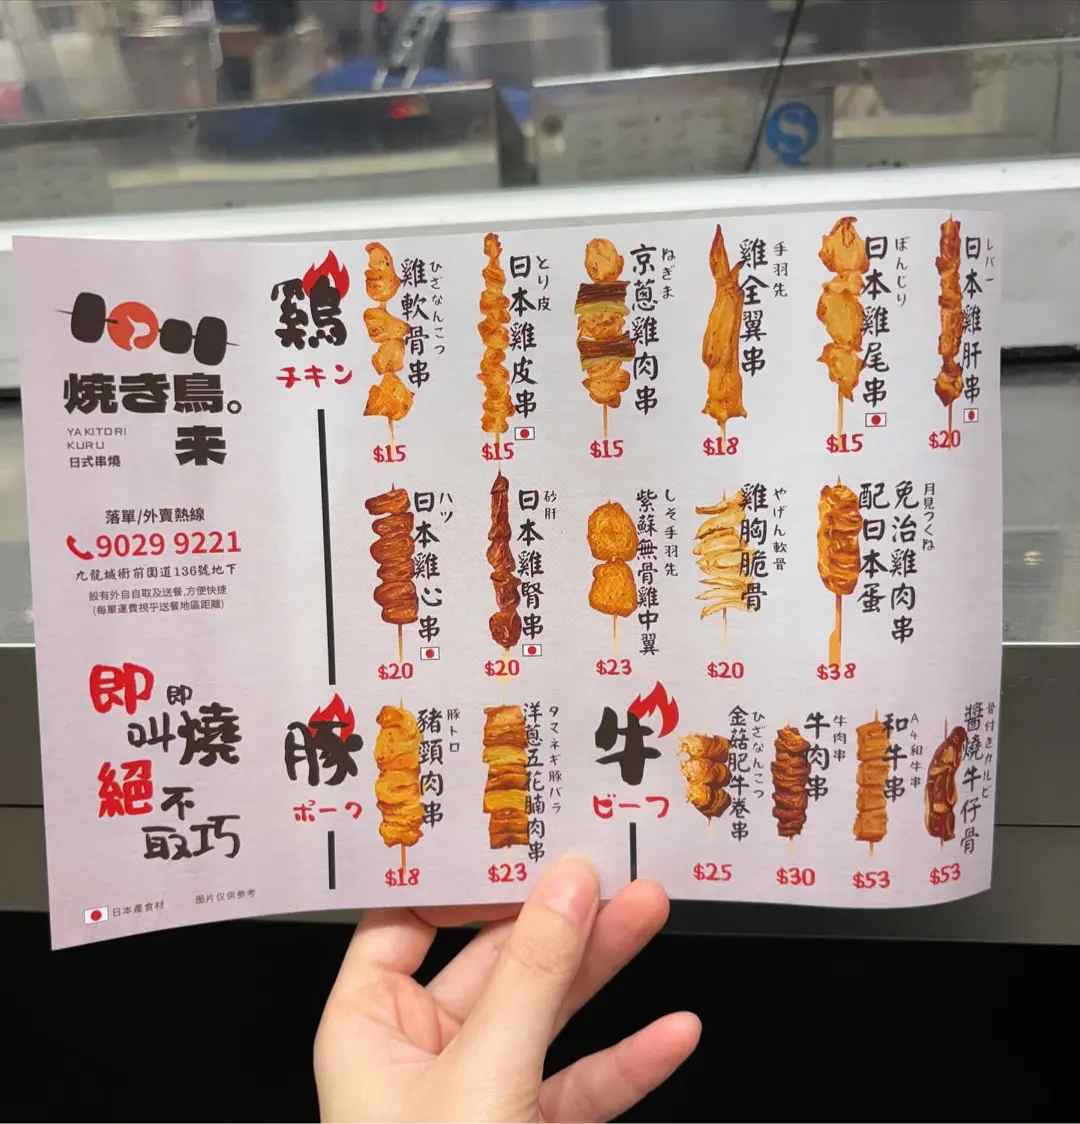 焼き鳥。
来
YAKITORI
KURU
日式串燒
落單/外賣熱線
9029 9221
九龍城衙前圍道136號地下
設有外自自取及送餐,方便快捷
(每單運費視乎送餐地區距離)
即叫
即燒
絕不
取巧
日本產食材
图片仅供參考
鶏
チキン
雞軟骨串
ひざなんこつ
$15
日本雞皮串
とり皮
$15
京蔥雞肉串
ねぎま
$15
雞全翼串
手羽先
$18
日本雞尾串
ぼんじり
$15
日本雞肝串
レバー
$20
日本雞心串
ハツ
$20
日本雞腎串
砂肝
$20
紫蘇無骨雞中翼
しそ手羽先
$23
雞胸脆骨
やげん軟骨
$20
免治雞肉串
配日本蛋
月見つくね
$38
豚
ポーク
豬頸肉串
豚トロ
$18
洋蔥五花腩肉串
タマネギ豚バラ
$23
牛
ビーフ
金菇肥牛卷串
ひざなんこつ
$25
牛肉串
牛肉串
$30
和牛串
A4和牛串
$53
醬燒牛仔骨
骨付きカルビ
$53
S